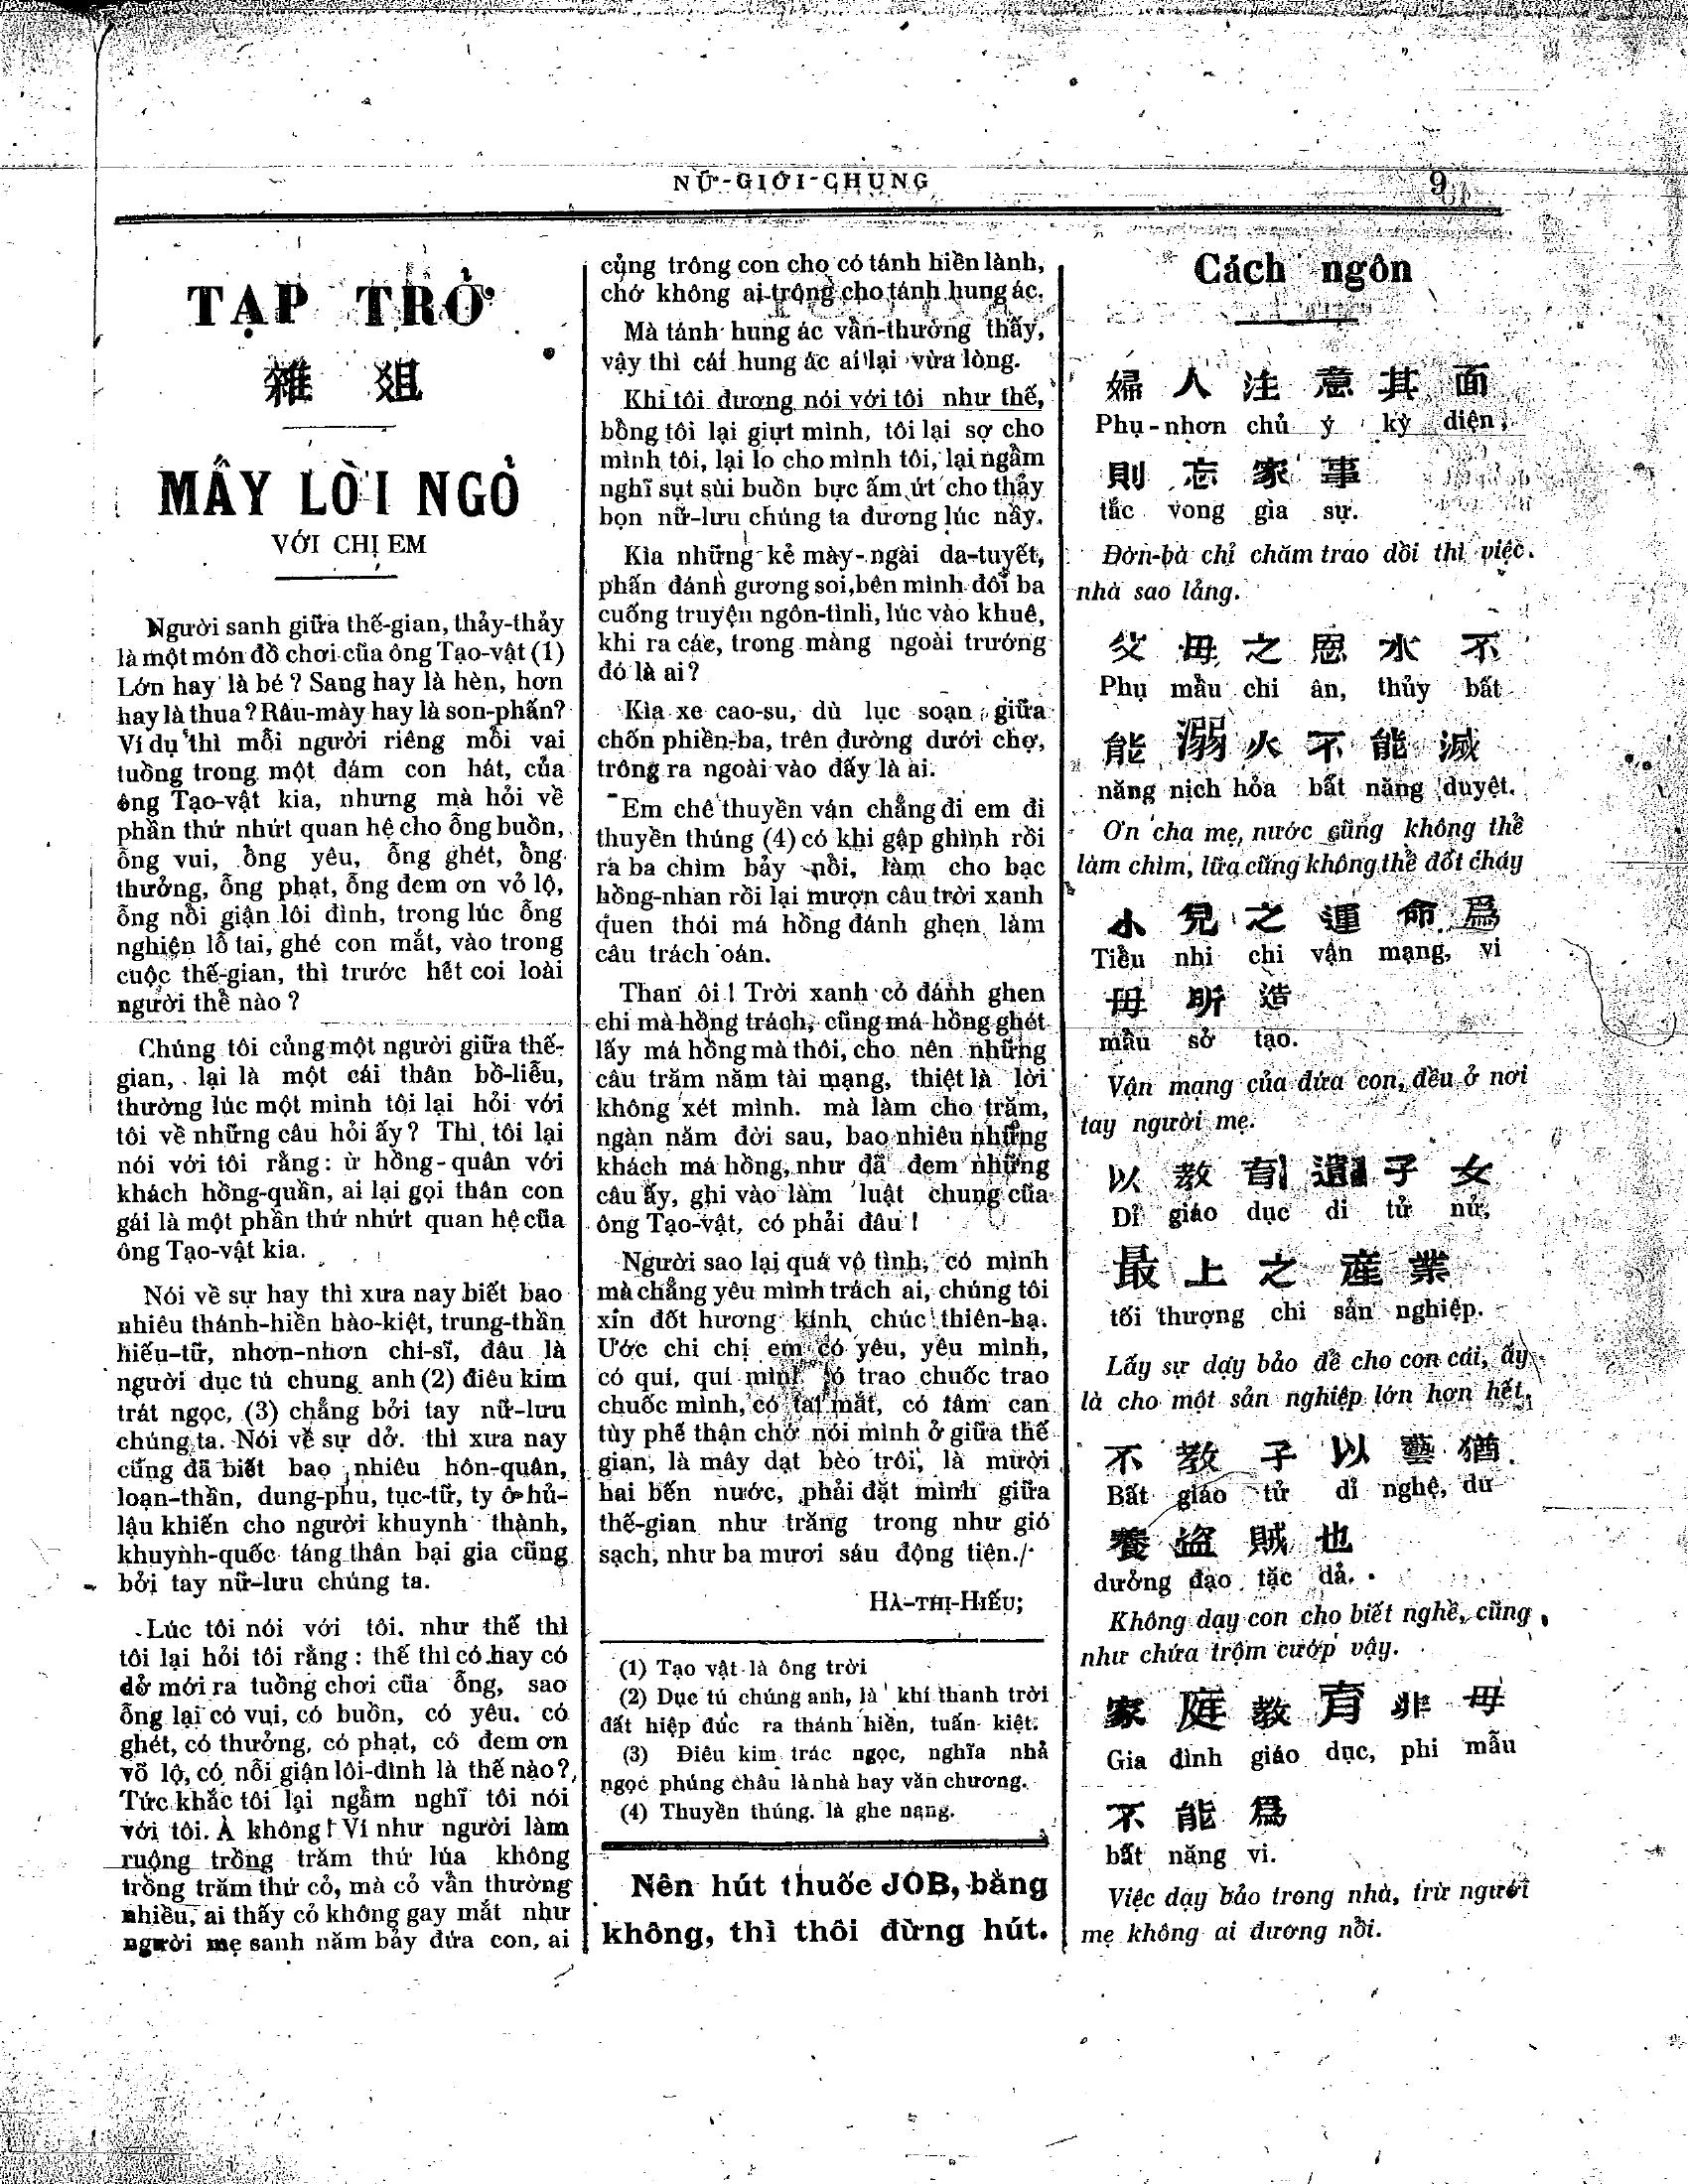 NỮ-GIỚI-CHUNG
9
TẠP TRỞ
雜 俎
MẤY LỜI NGỎ
VỚI CHỊ EM
Người sanh giữa thế-gian, thảy-thảy
là một món đồ chơi của ông Tạo-vật (1)
Lớn hay là bé ? Sang hay là hèn, hơn
hay là thua ? Râu-mày hay là son-phấn?
Ví dụ thì mỗi người riêng mỗi vai
tuồng trong một đám con hát, của
ông Tạo-vật kia, nhưng mà hỏi về
phần thứ nhứt quan hệ cho ổng buồn,
ổng vui, ổng yêu, ổng ghét, ổng
thưởng, ổng phạt, ổng đem ơn vỏ lộ,
ổng nổi giận lôi đình, trong lúc ổng
nghiện lổ tai, ghé con mắt, vào trong
cuộc thế-gian, thì trước hết coi loài
người thể nào ?
Chúng tôi củng một người giữa thế-
gian, lại là một cái thân bồ-liễu,
thường lúc một mình tôi lại hỏi với
tôi về những câu hỏi ấy ? Thì tôi lại
nói với tôi rằng : ừ hồng-quân với
khách hồng-quần, ai lại gọi thân con
gái là một phần thứ nhứt quan hệ cũa
ông Tạo-vật kia.
Nói về sự hay thì xưa nay biết bao
nhiêu thánh-hiền hào-kiệt, trung-thần
hiếu-tữ, nhơn-nhơn chí-sĩ, đâu là
người dục tú chung anh (2) điêu kim
trát ngọc, (3) chẳng bởi tay nữ-lưu
chúng ta. Nói về sự dở. thì xưa nay
cũng đã biết bao nhiêu hôn-quân,
loạn-thần, dung-phu, tục-tữ, ty ô hủ-
lậu khiến cho người khuynh thành,
khuynh-quốc táng thân bại gia cũng
bởi tay nữ-lưu chúng ta.
Lúc tôi nói với tôi. như thế thì
tôi lại hỏi tôi rằng : thế thì có hay có
dở mới ra tuồng chơi cũa ổng, sao
ổng lại có vui, có buồn, có yêu. có
ghét, có thưởng, có phạt, có đem ơn
võ lộ, có nổi giận lôi-đình là thế nào ?
Tức khắc tôi lại ngẫm nghĩ tôi nói
với tôi. À không ! Ví như người làm
ruộng trồng trăm thứ lúa không
trồng trăm thứ cỏ, mà cỏ vẫn thường
nhiều, ai thấy cỏ không gay mắt như
người mẹ sanh năm bảy đứa con, ai
củng trông con cho có tánh hiền lành,
chớ không ai trông cho tánh hung ác.
Mà tánh hung ác vẫn-thường thấy,
vậy thì cái hung ác ai lại vừa lòng.
Khi tôi đương nói với tôi như thế,
bổng tôi lại giựt mình, tôi lại sợ cho
mình tôi, lại lo cho mình tôi, lại ngẫm
nghĩ sụt sùi buồn bực ấm ứt cho thảy
bọn nữ-lưu chúng ta đương lúc nầy.
Kìa những kẻ mày-ngài da-tuyết,
phấn đánh gương soi, bên mình đôi ba
cuống truyện ngôn-tình, lúc vào khuê,
khi ra các, trong màng ngoài trướng
đó là ai ?
Kìa xe cao-su, dù lục soạn, giữa
chốn phiền-ba, trên đường dưới chợ,
trông ra ngoài vào đấy là ai.
Em chê thuyền ván chẳng đi em đi
thuyền thúng (4) có khi gập ghình rồi
ra ba chìm bảy nổi, làm cho bạc
hồng-nhan rồi lại mượn câu trời xanh
quen thói má hồng đánh ghen làm
câu trách oán.
Than ôi ! Trời xanh có đánh ghen
chi mà hồng trách, cũng má hồng ghét
lấy má hồng mà thôi, cho nên những
câu trăm năm tài mạng, thiệt là lời
không xét mình. mà làm cho trăm,
ngàn năm đời sau, bao nhiêu những
khách má hồng, như đã đem những
câu ấy, ghi vào làm luật chung cũa
ông Tạo-vật, có phải đâu !
Người sao lại quá vô tình, có mình
mà chẳng yêu mình trách ai, chúng tôi
xin đốt hương kính chúc thiên-hạ.
Ước chi chị em có yêu, yêu mình,
có quí, quí mình có trao chuốc trao
chuốc mình, có tai mắt, có tâm can
tùy phế thận chớ nói mình ở giữa thế
gian, là mây dạt bèo trôi, là mười
hai bến nước, phải đặt mình giữa
thế-gian như trăng trong như gió
sạch, như ba mươi sáu động tiên./·
HÀ-THỊ-HIẾU;
(1) Tạo vật là ông trời
(2) Dục tú chúng anh, là khí thanh trời
đất hiệp đúc ra thánh hiền, tuấn kiệt.
(3) Điêu kim trác ngọc, nghĩa nhả
ngọc phúng châu là nhà hay văn chương.
(4) Thuyền thúng. là ghe nang.
Nên hút thuốc JOB, bằng
không, thì thôi đừng hút.
Cách ngôn
婦 人 注 意 其 面
Phụ-nhơn chủ ý kỳ diện,
則 忘 家 事
tắc vong gia sự.
Đờn-bà chỉ chăm trao dồi thì việc
nhà sao lảng.
父 母 之 恩 水 不
Phụ mẫu chi ân, thủy bất
能 溺 火 不 能 滅
năng nịch hỏa bất năng duyệt.
Ơn cha mẹ, nước cũng không thể
làm chìm, lữa cũng không thể đốt cháy
小 兒 之 運 命 爲
Tiểu nhi chi vận mạng, vi
母 所 造
mẫu sở tạo.
Vận mạng của đứa con, đều ở nơi
tay người mẹ.
以 教 育 遺 子 女
Dĩ giáo dục di tử nử,
最 上 之 産 業
tối thượng chi sản nghiệp.
Lấy sự dạy bảo để cho con cái, ấy
là cho một sản nghiệp lớn hơn hết.
不 教 子 以 藝 猶
Bất giáo tử dỉ nghệ, du
養 盜 賊 也
dưởng đạo tặc dả.
Không dạy con cho biết nghề, cũng
như chứa trộm cướp vậy.
家 庭 教 育 非 母
Gia đình giáo dục, phi mẫu
不 能 爲
bất năng vi.
Việc dạy bảo trong nhà, trừ người
mẹ không ai đương nổi.